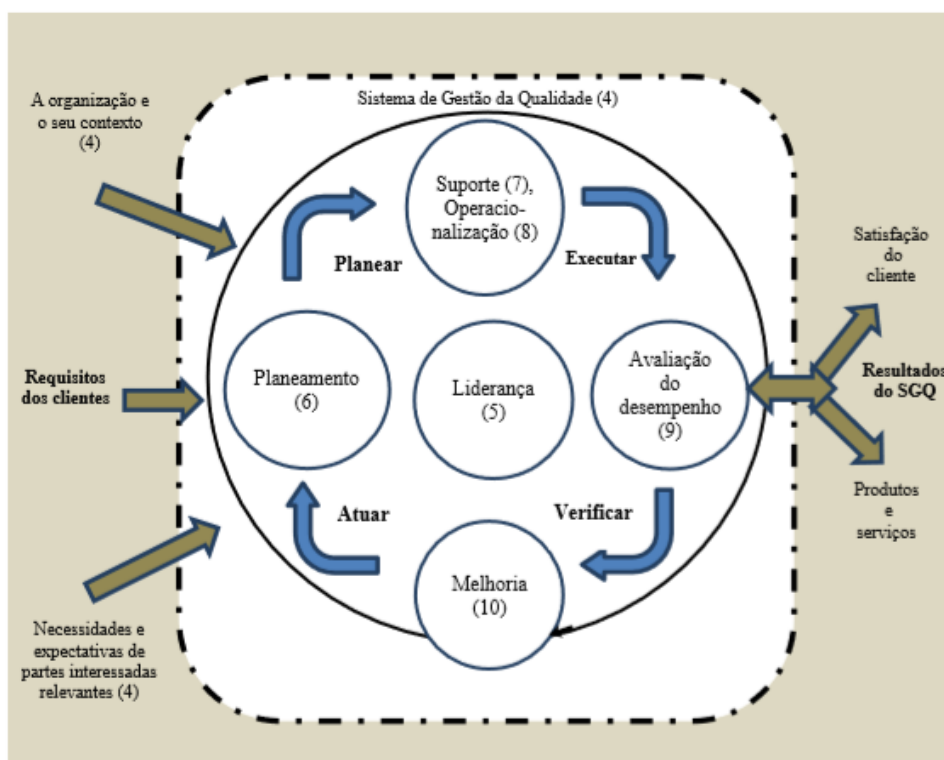 Sistema de Gestão da Qualidade (4)
A organização e
o seu contexto
(4)
Suporte (7),
Operacio-
nalização (8)
Planear
Executar
Satisfação
do
cliente
Requisitos
dos clientes
Planeamento
(6)
Liderança
(5)
Avaliação
do
desempenho
(9)
Resultados
do SGQ
Atuar
Verificar
Produtos
e
serviços
Melhoria
(10)
Necessidades e
expectativas de
partes interessadas
relevantes (4)